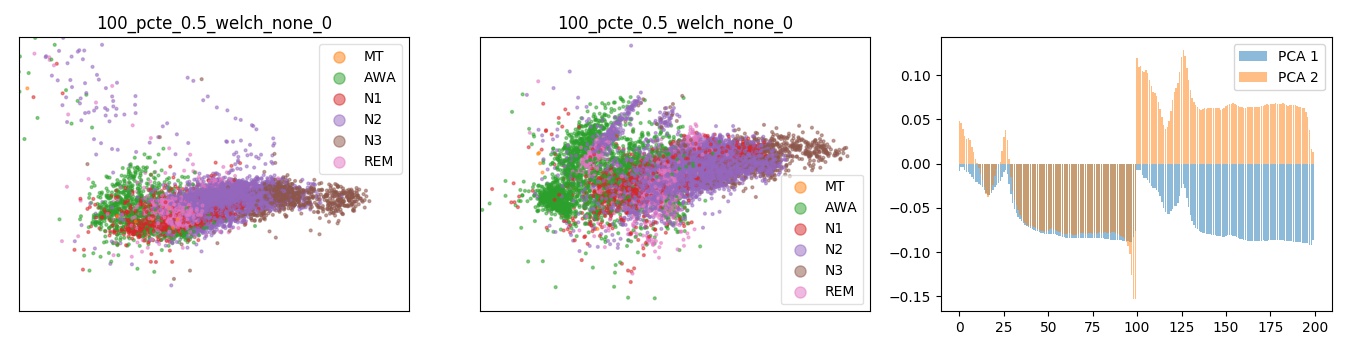 100_pcte_0.5_welch_none_0
MT
AWA
N1
N2
N3
REM
100_pcte_0.5_welch_none_0
MT
AWA
N1
N2
N3
REM
PCA 1
PCA 2
0.10
0.05
0.00
−0.05
−0.10
−0.15
0
25
50
75
100
125
150
175
200